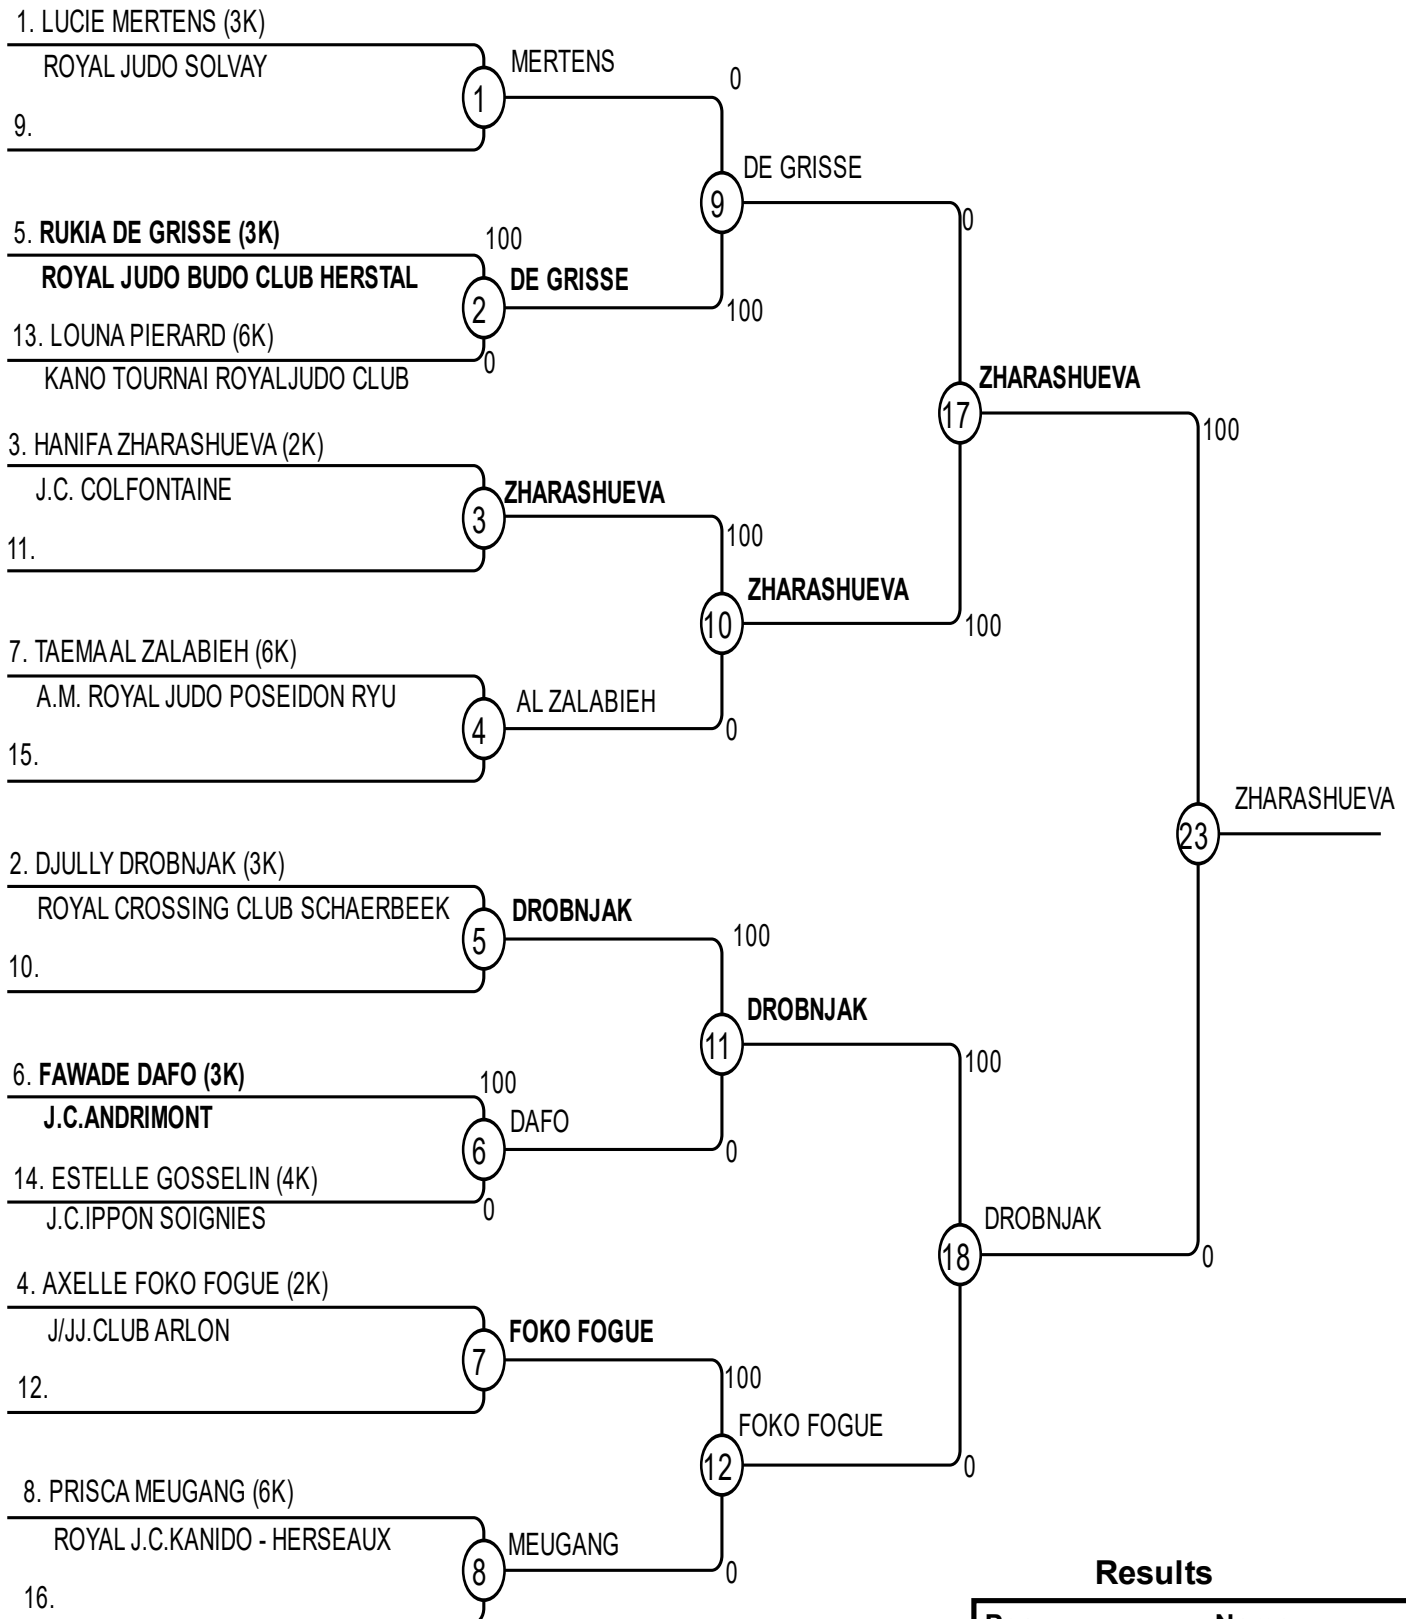 1. LUCIE MERTENS (3K)
ROYAL JUDO SOLVAY
9.
1
MERTENS
0
5. RUKIA DE GRISSE (3K)
ROYAL JUDO BUDO CLUB HERSTAL
100
2
DE GRISSE
13. LOUNA PIERARD (6K)
KANO TOURNAI ROYAL JUDO CLUB
0
9
DE GRISSE
100
0
3. HANIFA ZHARASHUEVA (2K)
J.C. COLFONTAINE
11.
3
ZHARASHUEVA
100
17
ZHARASHUEVA
100
10
ZHARASHUEVA
100
7. TAEMA AL ZALABIEH (6K)
A.M. ROYAL JUDO POSEIDON RYU
15.
4
AL ZALABIEH
0
23
ZHARASHUEVA
2. DJULLY DROBNJAK (3K)
ROYAL CROSSING CLUB SCHAERBEEK
10.
5
DROBNJAK
100
11
DROBNJAK
100
6. FAWADE DAFO (3K)
J.C.ANDRIMONT
100
6
DAFO
0
14. ESTELLE GOSSELIN (4K)
J.C.IPPON SOIGNIES
0
18
DROBNJAK
0
4. AXELLE FOKO FOGUE (2K)
J/JJ.CLUB ARLON
12.
7
FOKO FOGUE
100
12
FOKO FOGUE
0
8. PRISCA MEUGANG (6K)
ROYAL J.C.KANIDO - HERSEAUX
16.
8
MEUGANG
0
Results